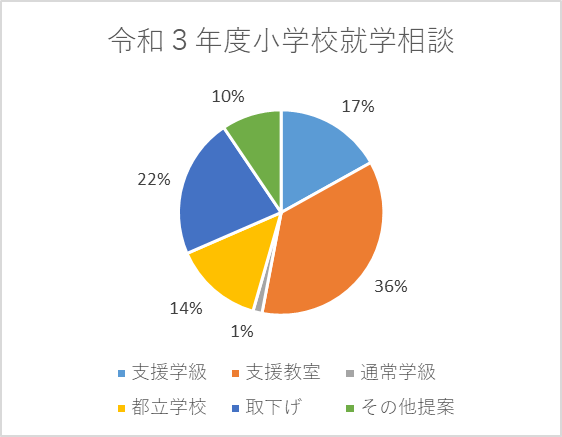 令和３年度小学校就学相談
10%
17%
22%
36%
14%
1%
支援学級 支援教室 通常学級
都立学校 取下げ その他提案